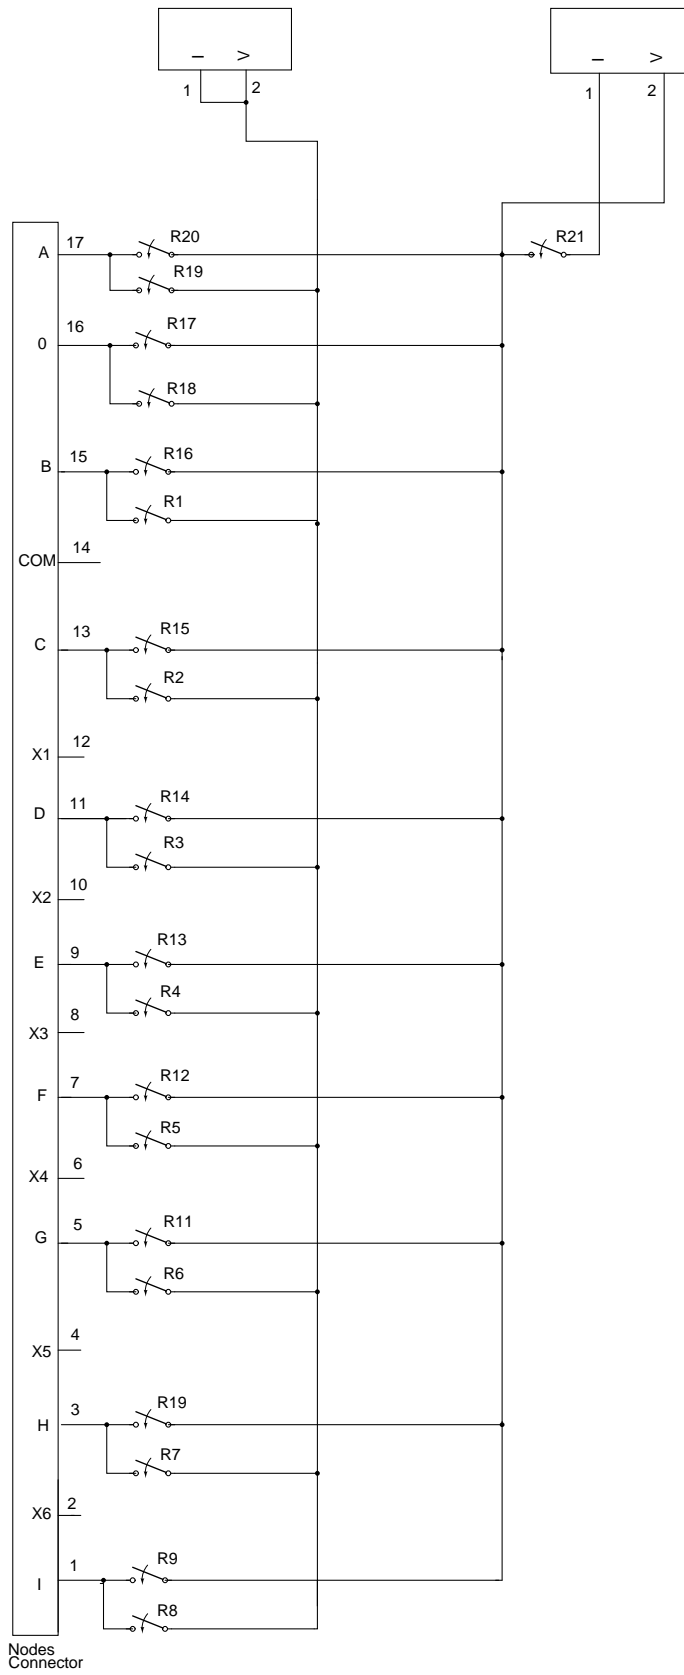 I V
1 2
I V
1 2
A 17 R20 R21
R19
0 16 R17
R18
B 15 R16
R1
COM 14
C 13 R15
R2
X1 12
D 11 R14
R3
X2 10
E 9 R13
R4
X3 8
F 7 R12
R5
X4 6
G 5 R11
R6
X5 4
H 3 R19
R7
X6 2
I 1 R9
R8
Nodes
Connector